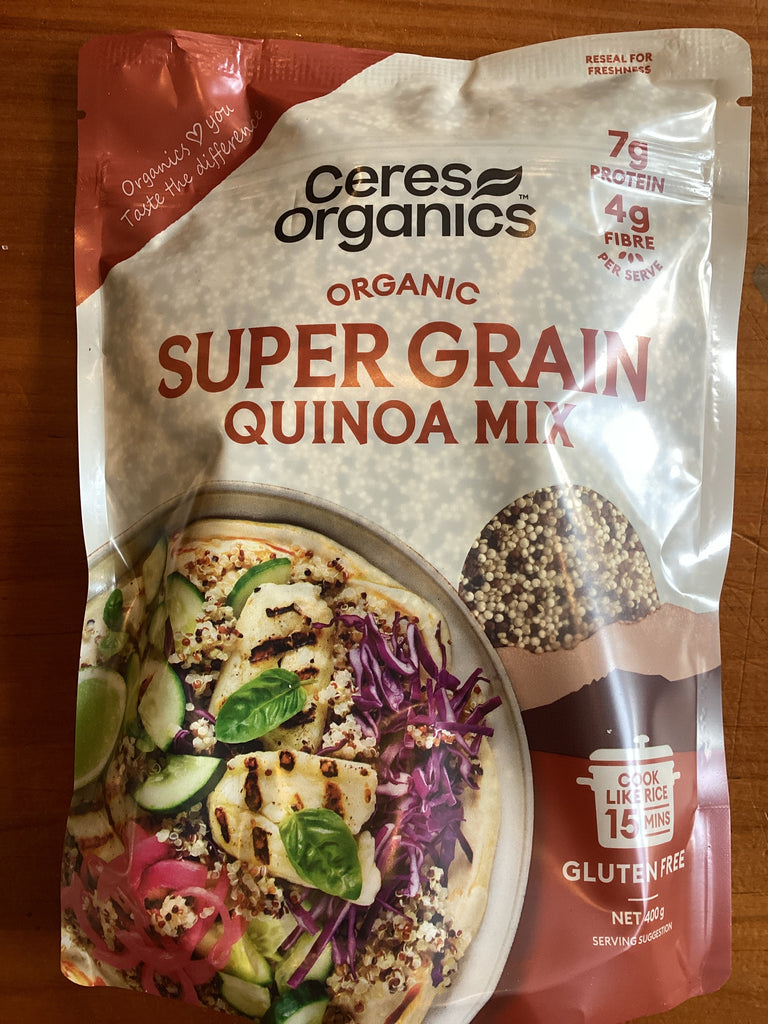 RESEAL FOR
FRESHNESS
Organics ♡ you
Taste the difference
7g
PROTEIN
4g
FIBRE
PER SERVE
ceres
organics™
ORGANIC
SUPER GRAIN
QUINOA MIX
COOK
LIKE RICE
15 MINS
GLUTEN FREE
NET 400g
SERVING SUGGESTION